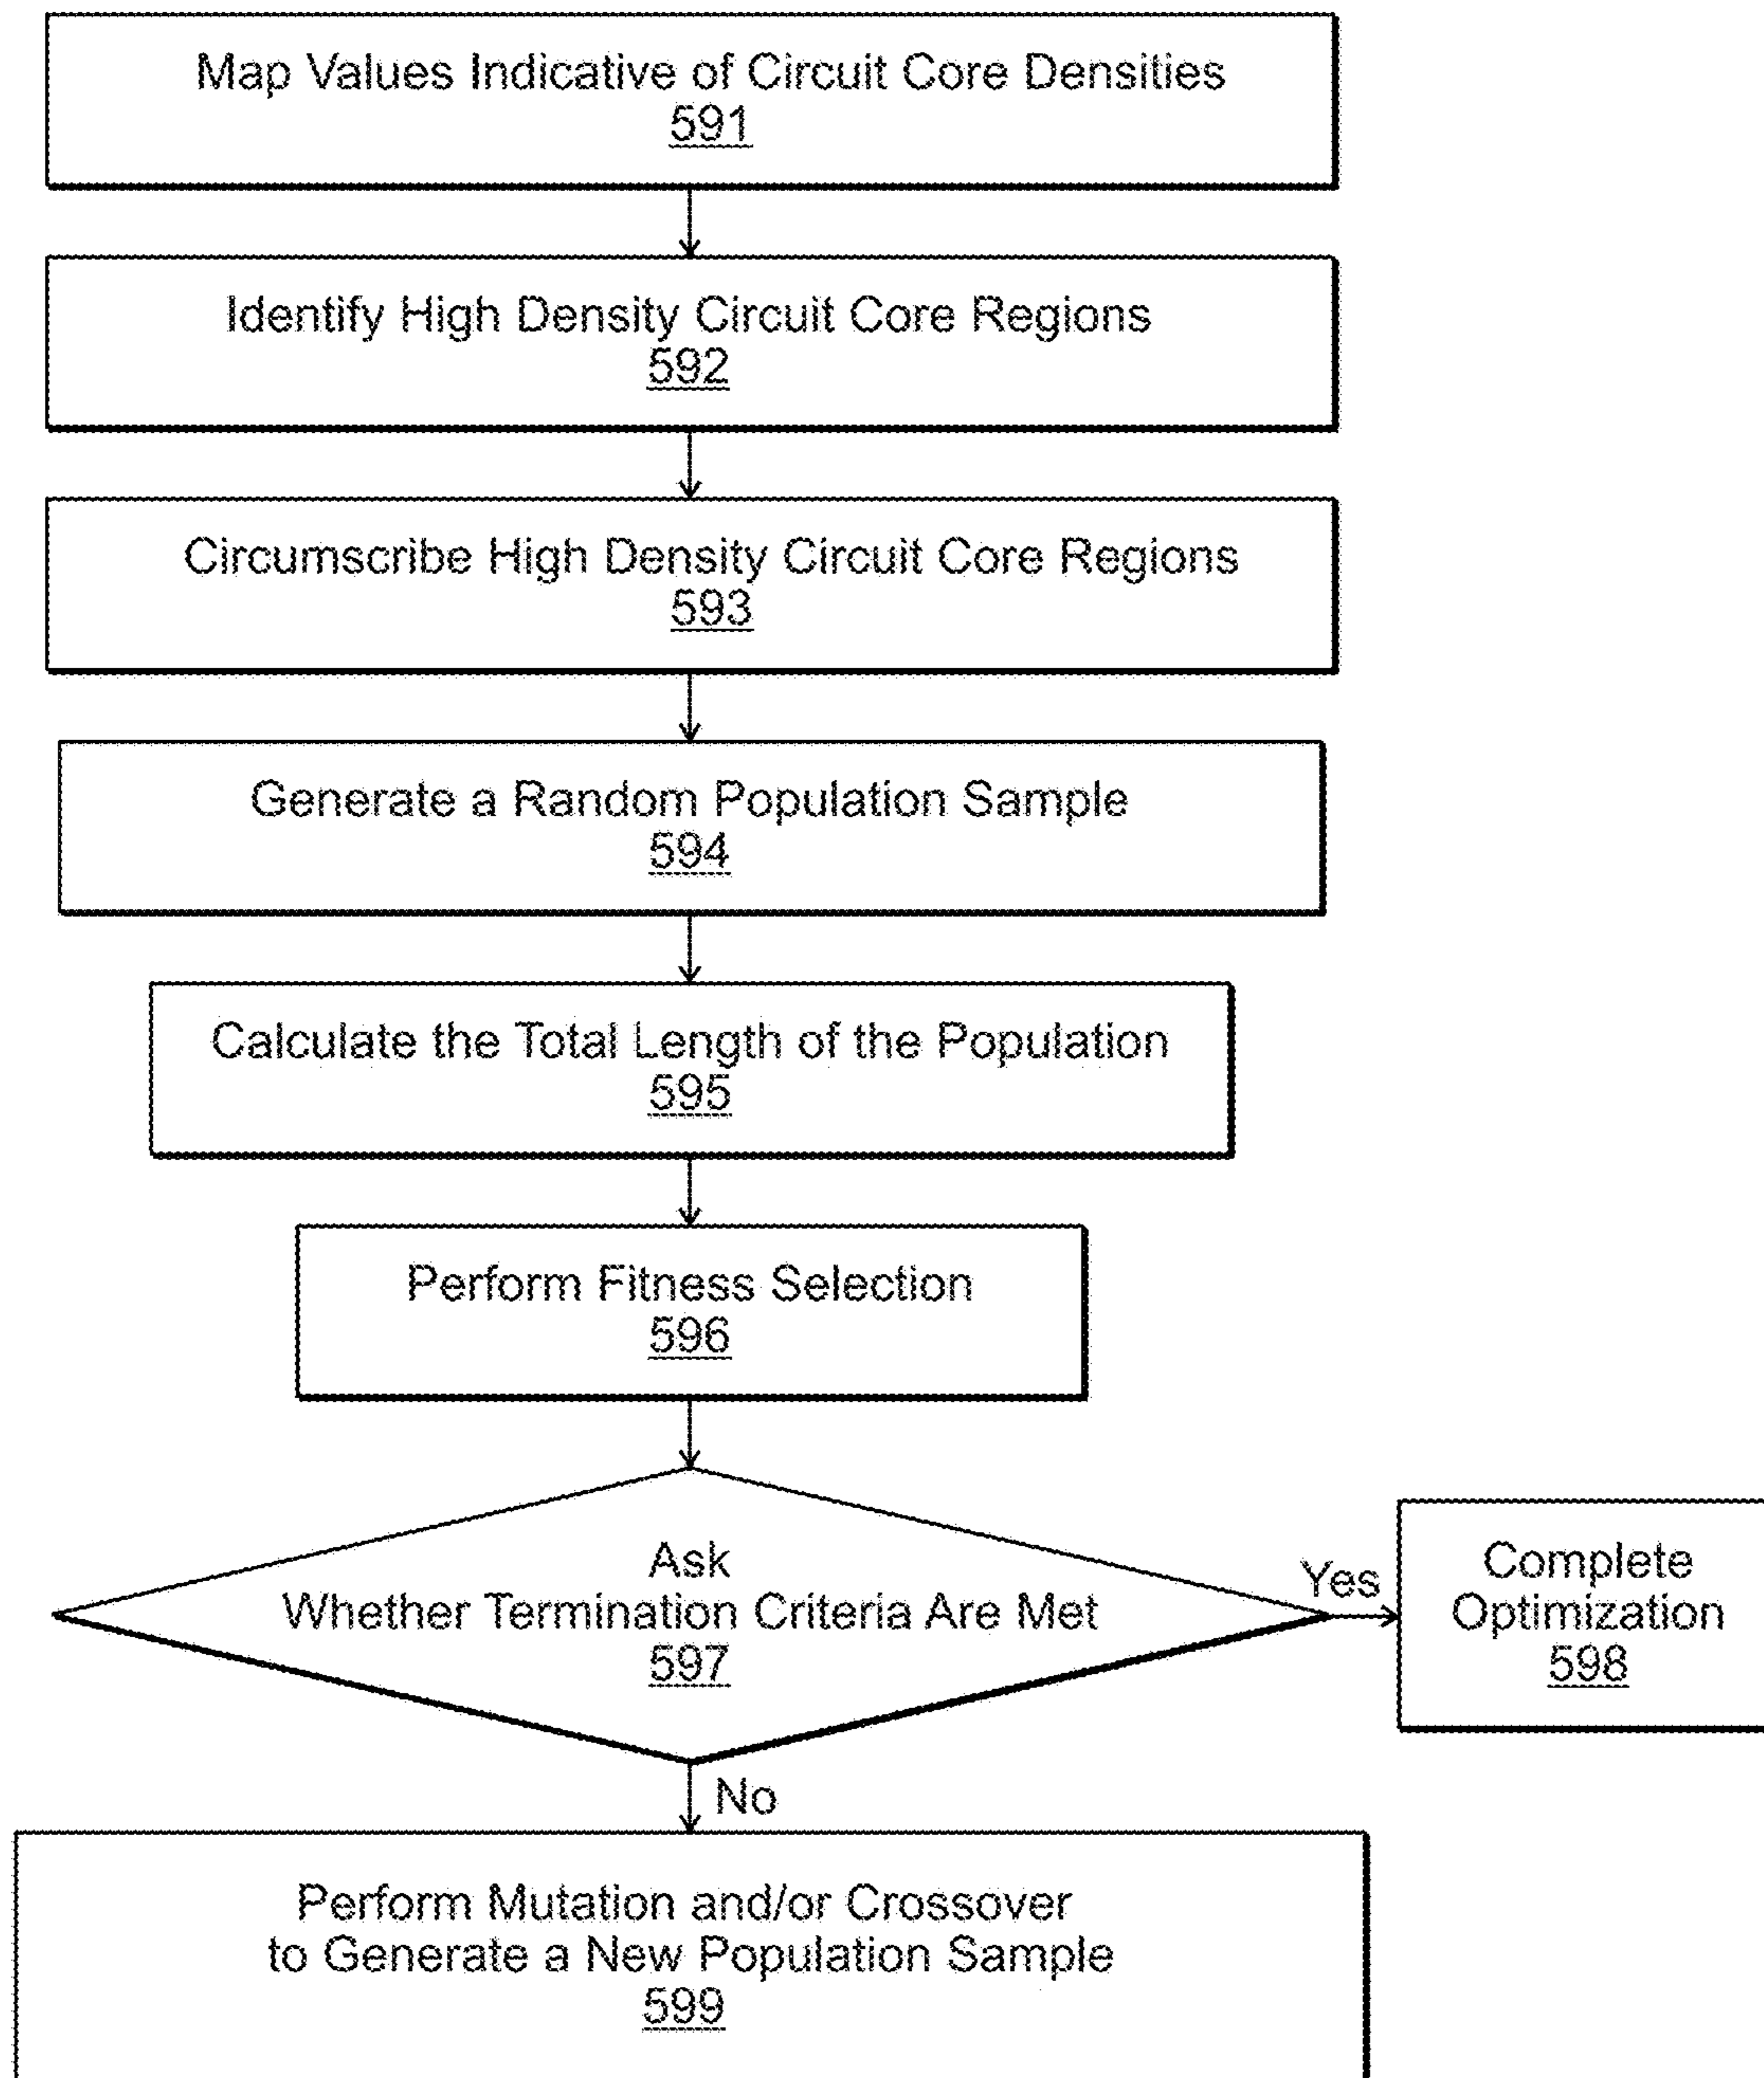 Map Values Indicative of Circuit Core Densities
591
Identify High Density Circuit Core Regions
592
Circumscribe High Density Circuit Core Regions
593
Generate a Random Population Sample
594
Calculate the Total Length of the Population
595
Perform Fitness Selection
596
Ask
Whether Termination Criteria Are Met
597
Yes
Complete
Optimization
598
No
Perform Mutation and/or Crossover
to Generate a New Population Sample
599